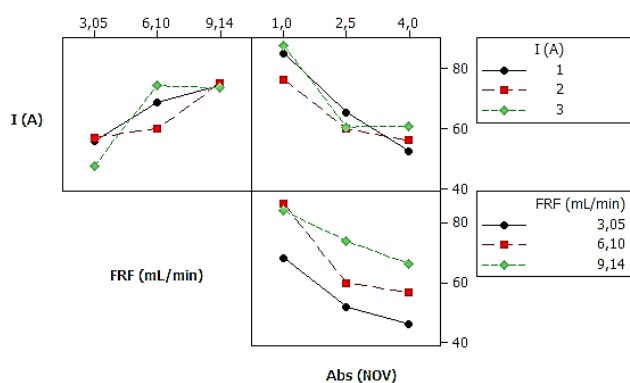 3,05 6,10 9,14 1,0 2,5 4,0
I (A)
80
60
40
I (A)
1
2
3
FRF (mL/min)
80
60
40
FRF (mL/min)
3,05
6,10
9,14
Abs (NOV)